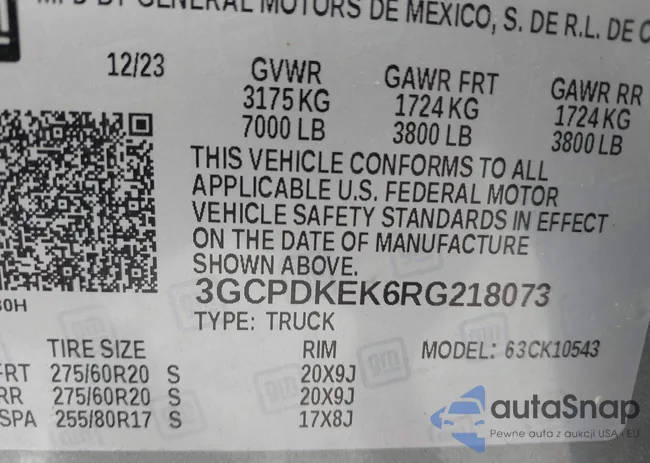 MFD BY GENERAL MOTORS DE MEXICO, S. DE R.L. DE C
12/23
GVWR GAWR FRT GAWR RR
3175 KG 1724 KG 1724 KG
7000 LB 3800 LB 3800 LB
THIS VEHICLE CONFORMS TO ALL
APPLICABLE U.S. FEDERAL MOTOR
VEHICLE SAFETY STANDARDS IN EFFECT
ON THE DATE OF MANUFACTURE
SHOWN ABOVE.
3GCPDKEK6RG218073
TYPE: TRUCK
0H
TIRE SIZE RIM MODEL: 63CK10543
FRT 275/60R20 S 20X9J
RR 275/60R20 S 20X9J
SPA 255/80R17 S 17X8J
gm
autoSnap
Pewne auta z aukcji USA i EU